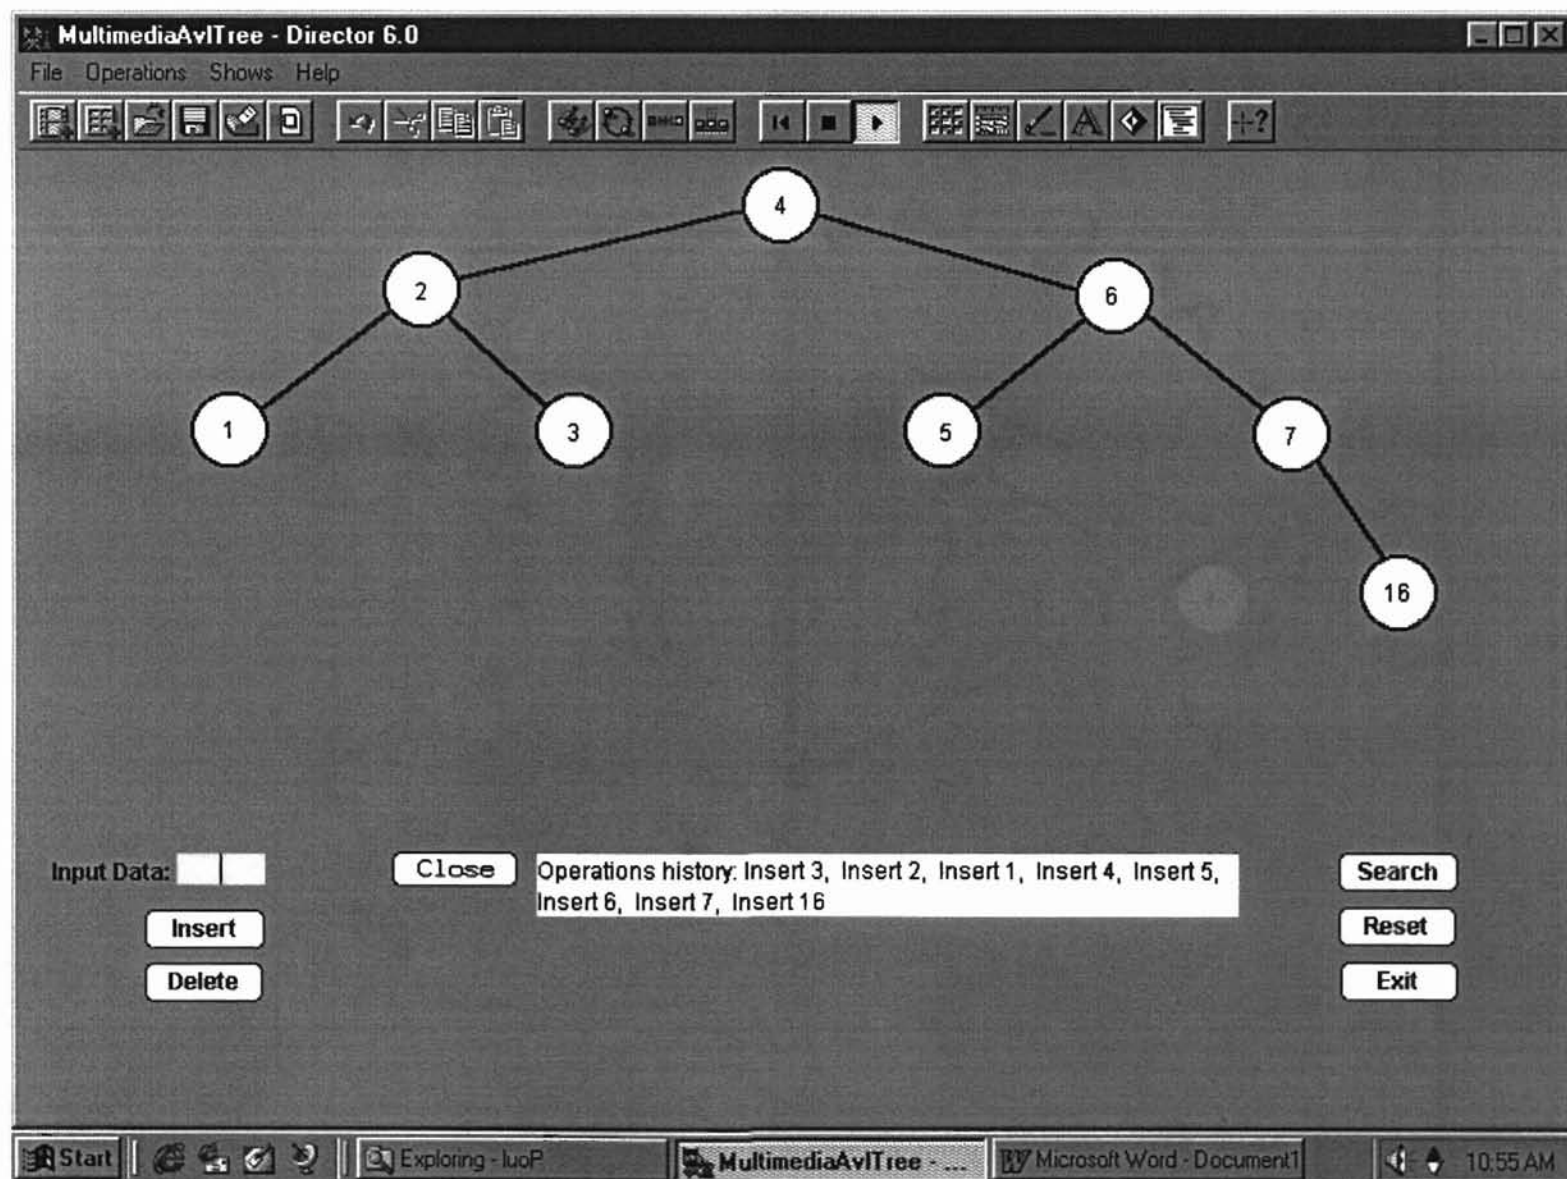 MultimediaAvlTree - Director 6.0
File Operations Shows Help
4
2
6
1
3
5
7
16
Input Data:
Close
Operations history: Insert 3, Insert 2, Insert 1, Insert 4, Insert 5,
Insert 6, Insert 7, Insert 16
Search
Insert
Reset
Delete
Exit
Start
Exploring - luoP
MultimediaAvlTree - ...
Microsoft Word - Document1
10:55 AM